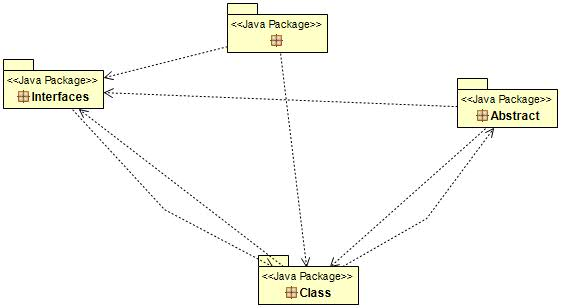 <<Java Package>>
<<Java Package>>
Interfaces
<<Java Package>>
Abstract
<<Java Package>>
Class